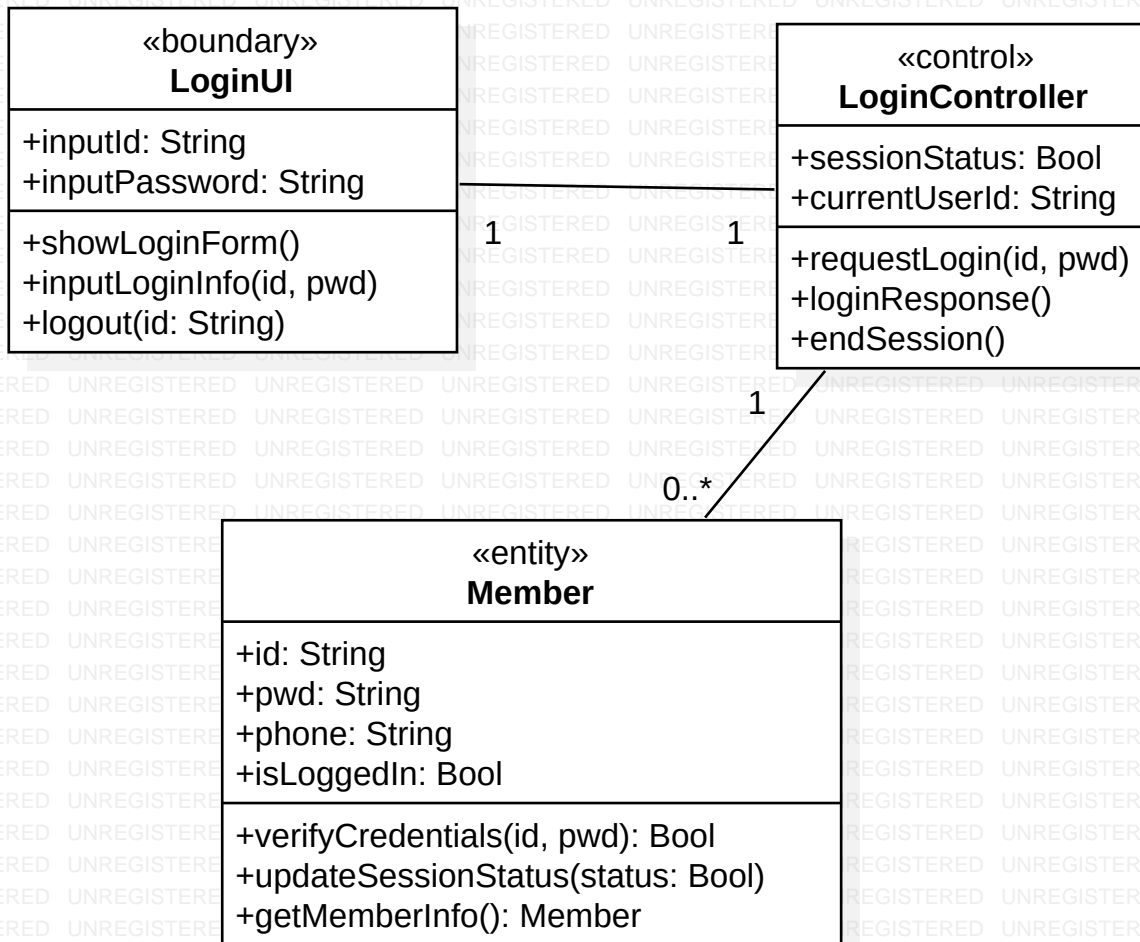 «boundary»
LoginUI
+inputId: String
+inputPassword: String
+showLoginForm()
+inputLoginInfo(id, pwd)
+logout(id: String)
1
1
«control»
LoginController
+sessionStatus: Bool
+currentUserId: String
+requestLogin(id, pwd)
+loginResponse()
+endSession()
1
0..*
«entity»
Member
+id: String
+pwd: String
+phone: String
+isLoggedIn: Bool
+verifyCredentials(id, pwd): Bool
+updateSessionStatus(status: Bool)
+getMemberInfo(): Member
UNREGISTERED